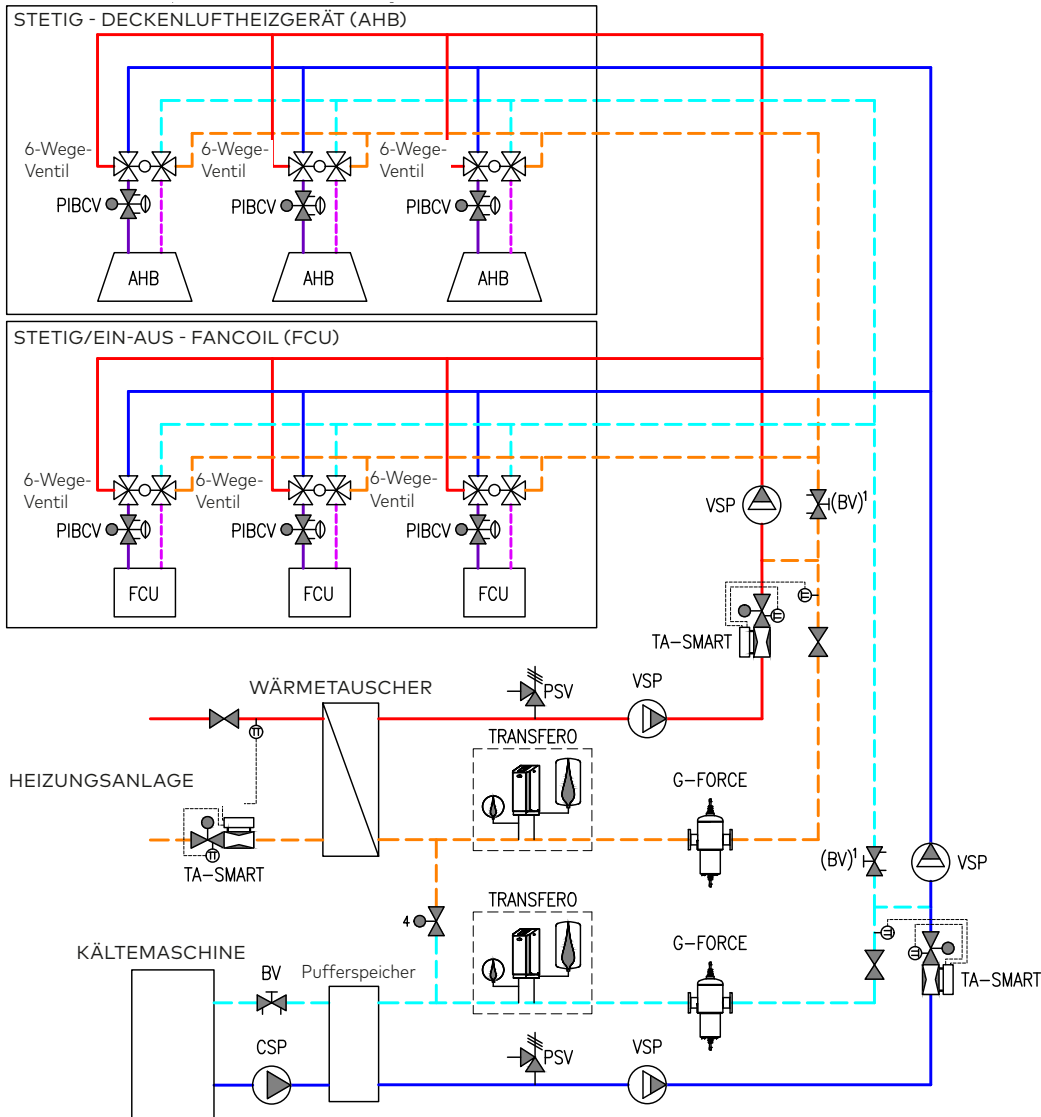 STETIG - DECKENLUFTHEIZGERÄT (AHB)
6-Wege-
Ventil
6-Wege-
Ventil
6-Wege-
Ventil
PIBCV
PIBCV
PIBCV
AHB
AHB
AHB
STETIG/EIN-AUS - FANCOIL (FCU)
6-Wege-
Ventil
6-Wege-
Ventil
6-Wege-
Ventil
PIBCV
PIBCV
PIBCV
FCU
FCU
FCU
VSP
(BV)¹
TA-SMART
WÄRMETAUSCHER
PSV
VSP
TRANSFERO
HEIZUNGSANLAGE
G-FORCE
TA-SMART
(BV)¹
VSP
4
TRANSFERO
KÄLTEMASCHINE
G-FORCE
BV
Pufferspeicher
TA-SMART
CSP
PSV
VSP